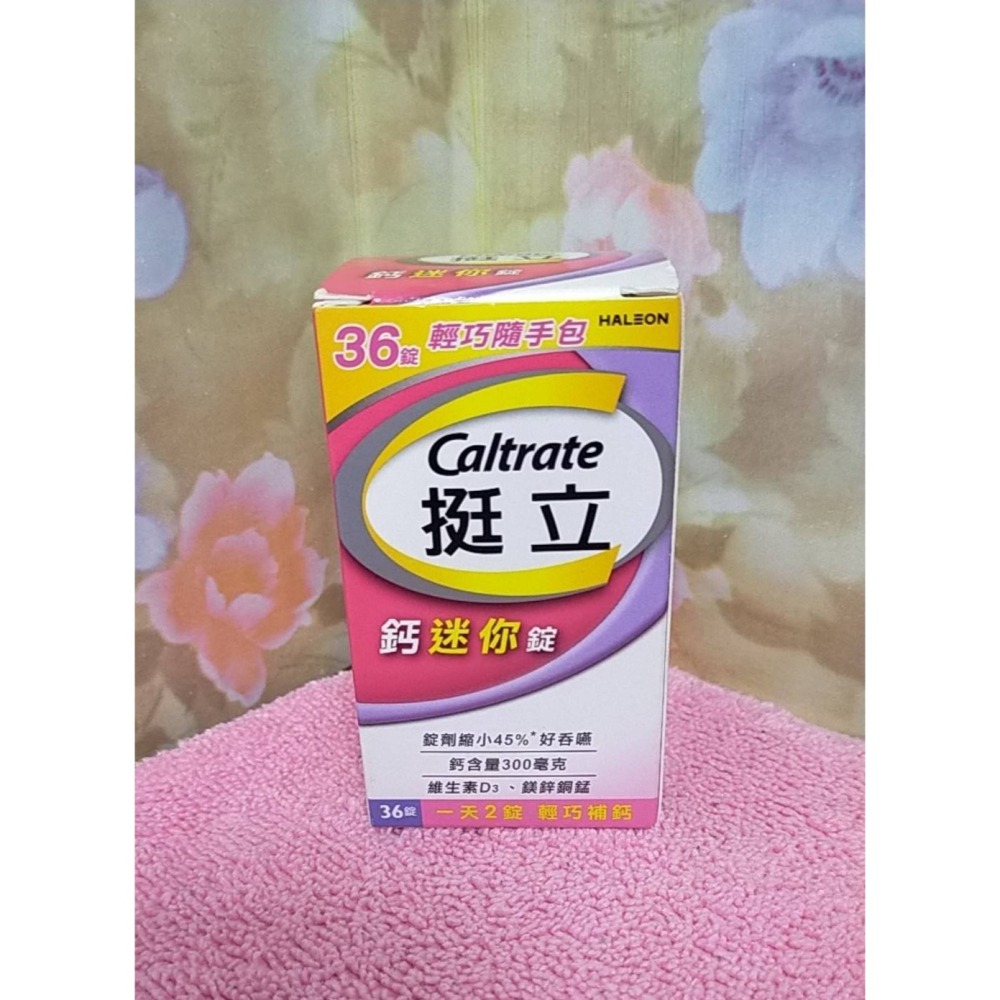 鈣迷你錠
36錠 輕巧隨手包 HALEON
Caltrate
挺立
鈣迷你錠
錠劑縮小45%*好吞嚥
鈣含量300毫克
維生素D3、鎂鋅銅錳
36錠 一天2錠 輕巧補鈣